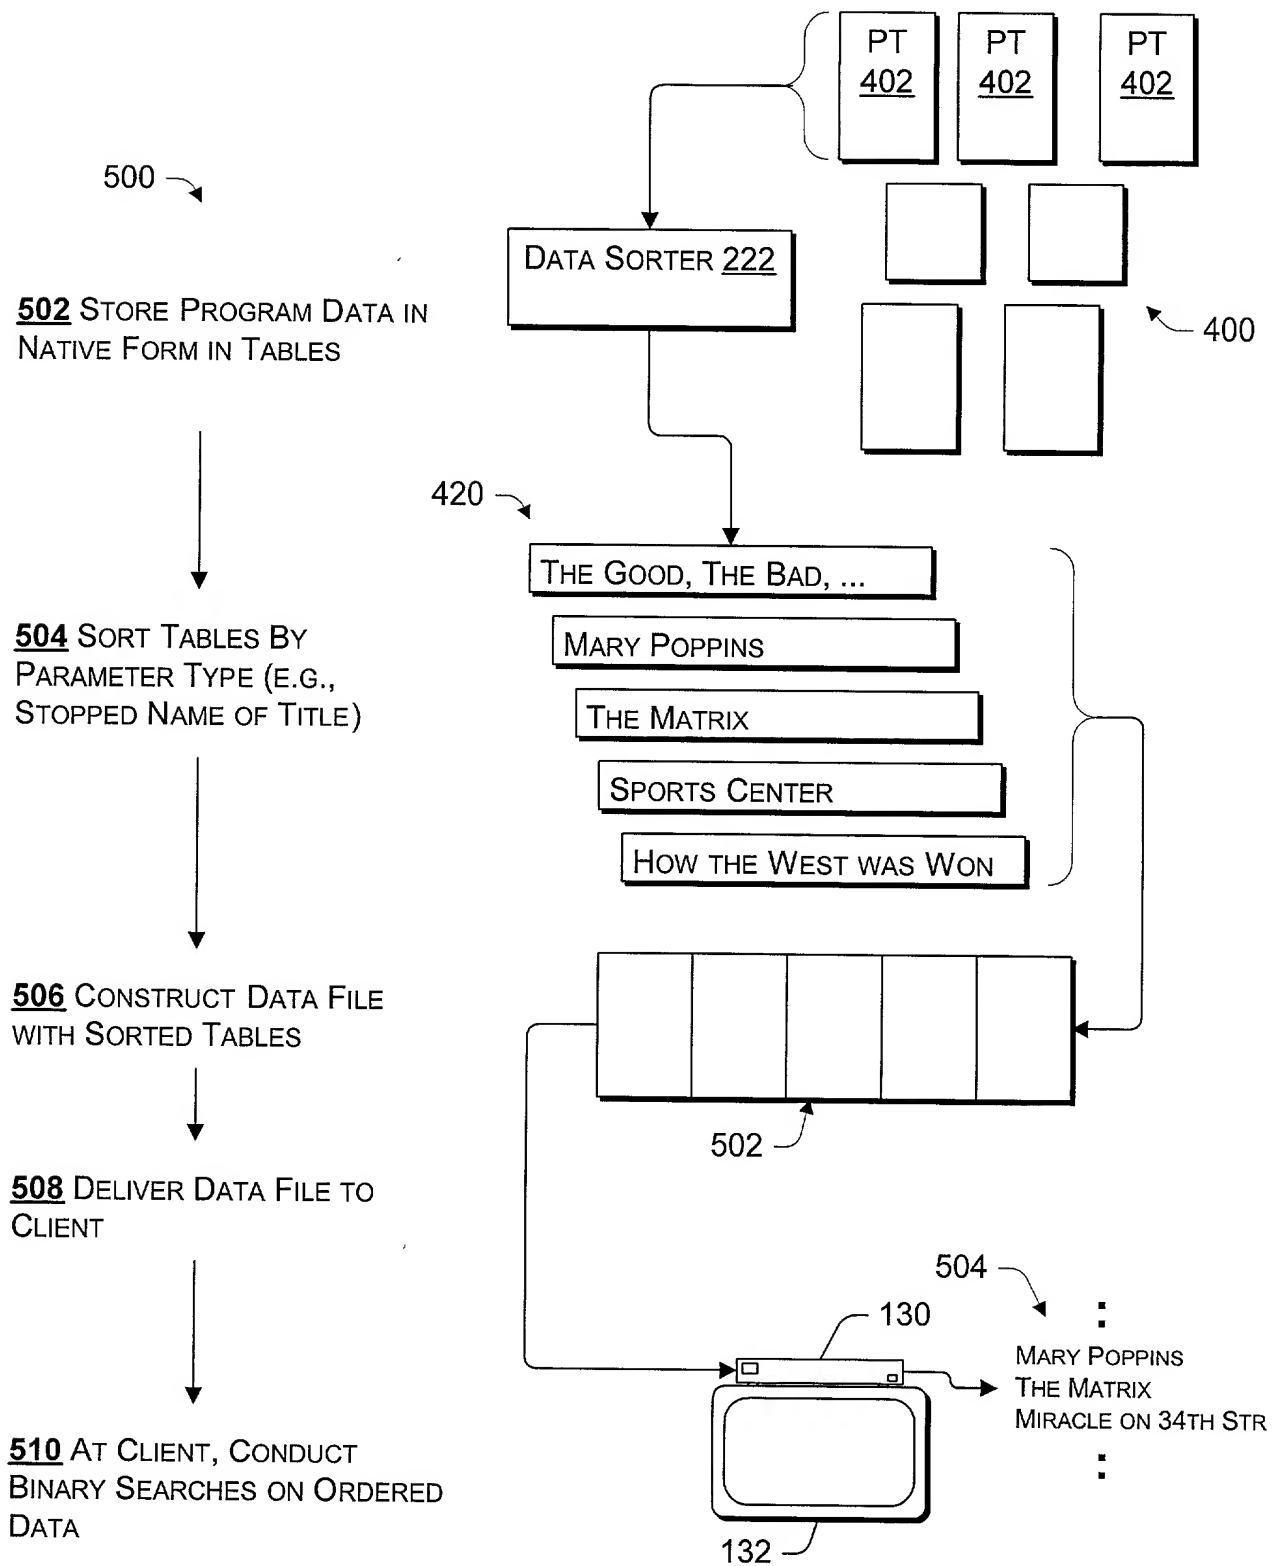 PT
402
PT
402
PT
402
500
DATA SORTER 222
502 STORE PROGRAM DATA IN
NATIVE FORM IN TABLES
400
420
THE GOOD, THE BAD, ...
504 SORT TABLES BY
PARAMETER TYPE (E.G.,
STOPPED NAME OF TITLE)
MARY POPPINS
THE MATRIX
SPORTS CENTER
HOW THE WEST WAS WON
506 CONSTRUCT DATA FILE
WITH SORTED TABLES
502
508 DELIVER DATA FILE TO
CLIENT
504
130
MARY POPPINS
THE MATRIX
MIRACLE ON 34TH STR
510 AT CLIENT, CONDUCT
BINARY SEARCHES ON ORDERED
DATA
132